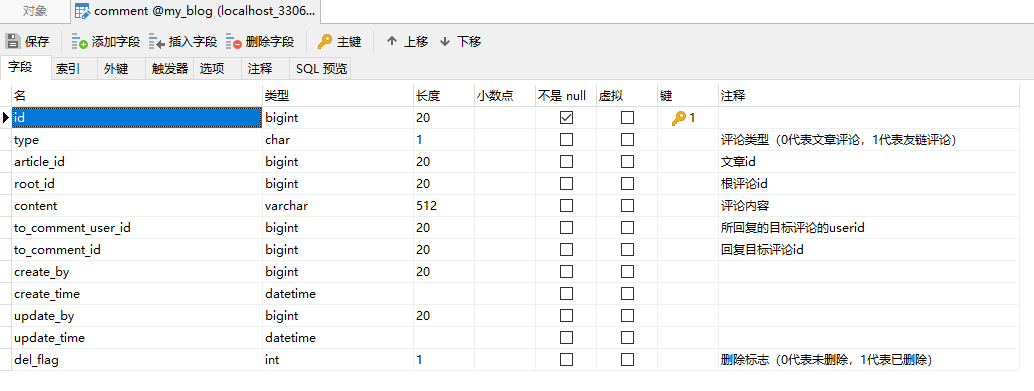 对象 comment @my_blog (localhost_3306...
保存 添加字段 插入字段 删除字段 主键 上移 下移
字段 索引 外键 触发器 选项 注释 SQL 预览
名 类型 长度 小数点 不是 null 虚拟 键 注释
id bigint 20 1
type char 1 评论类型（0代表文章评论，1代表友链评论）
article_id bigint 20 文章id
root_id bigint 20 根评论id
content varchar 512 评论内容
to_comment_user_id bigint 20 所回复的目标评论的userid
to_comment_id bigint 20 回复目标评论id
create_by bigint 20
create_time datetime
update_by bigint 20
update_time datetime
del_flag int 1 删除标志（0代表未删除，1代表已删除）